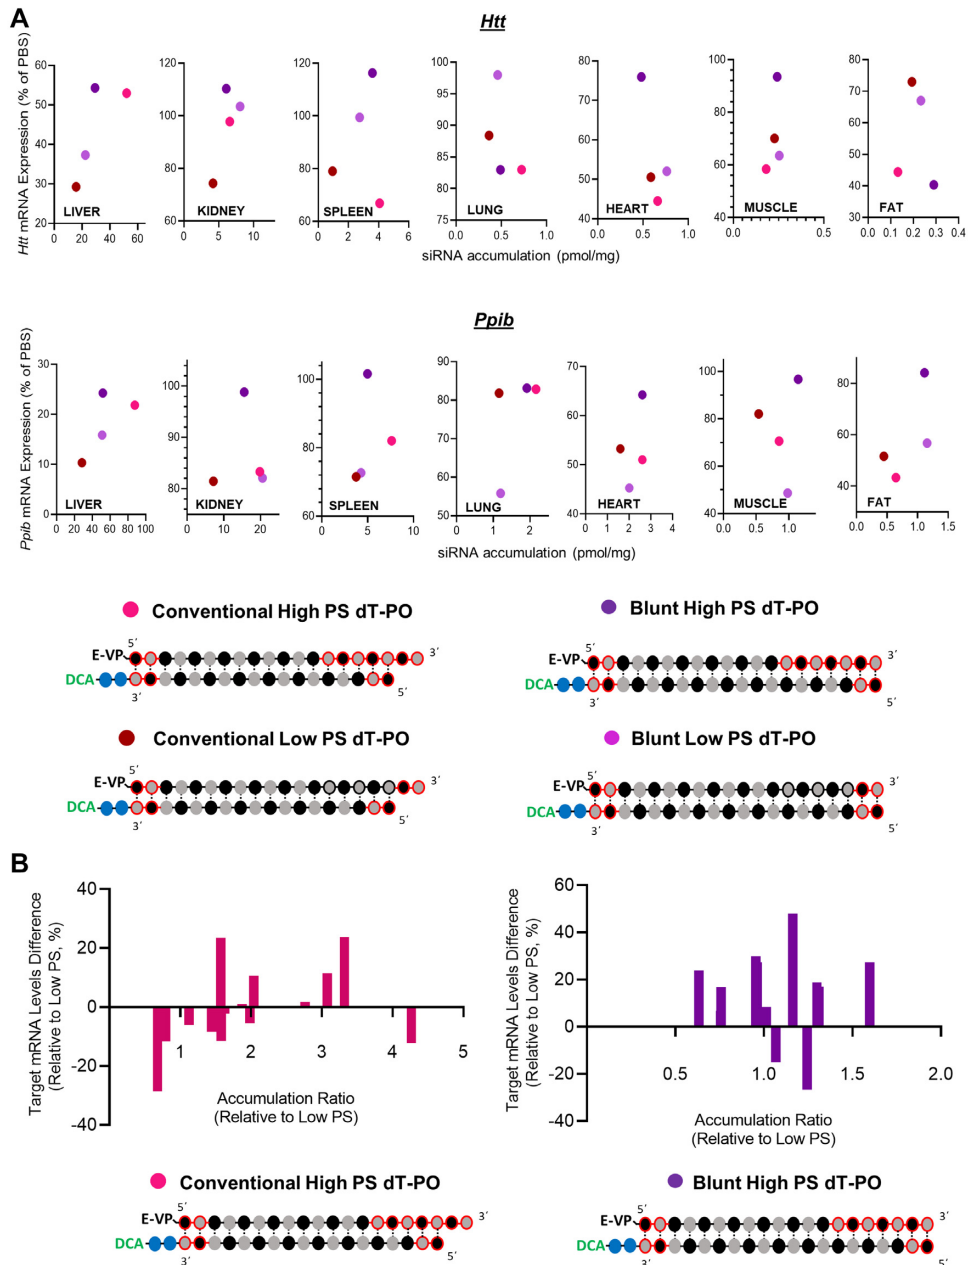 A
Htt
Htt mRNA Expression (% of PBS)
60
50
40
30
20
0 20 40 60
LIVER
120
100
80
60
0 5 10
KIDNEY
120
100
80
60
0 2 4 6
SPLEEN
100
95
90
85
80
75
0.0 0.5 1.0
LUNG
80
70
60
50
40
0.0 0.5 1.0
HEART
100
80
60
40
0.0 0.5
MUSCLE
80
70
60
50
40
30
0.0 0.1 0.2 0.3 0.4
FAT
siRNA accumulation (pmol/mg)
Ppib
Ppib mRNA Expression (% of PBS)
30
20
10
0
0 20 40 60 80 100
LIVER
100
90
80
0 10 20
KIDNEY
100
80
60
0 5 10
SPLEEN
90
80
70
60
50
0 1 2
LUNG
70
60
50
40
0 1 2 3 4
HEART
100
80
60
40
0.0 0.5 1.0
MUSCLE
80
60
40
0.0 0.5 1.0 1.5
FAT
siRNA accumulation (pmol/mg)
Conventional High PS dT-PO
5′
E-VP
3′
DCA
3′
5′
Blunt High PS dT-PO
5′
E-VP
3′
DCA
3′
5′
Conventional Low PS dT-PO
5′
E-VP
3′
DCA
3′
5′
Blunt Low PS dT-PO
5′
E-VP
3′
DCA
3′
5′
B
Target mRNA Levels Difference
(Relative to Low PS, %)
40
20
0
-20
-40
1 2 3 4 5
Accumulation Ratio
(Relative to Low PS)
Target mRNA Levels Difference
(Relative to Low PS, %)
60
40
20
0
-20
-40
0.5 1.0 1.5 2.0
Accumulation Ratio
(Relative to Low PS)
Conventional High PS dT-PO
5′
E-VP
3′
DCA
3′
5′
Blunt High PS dT-PO
5′
E-VP
3′
DCA
3′
5′